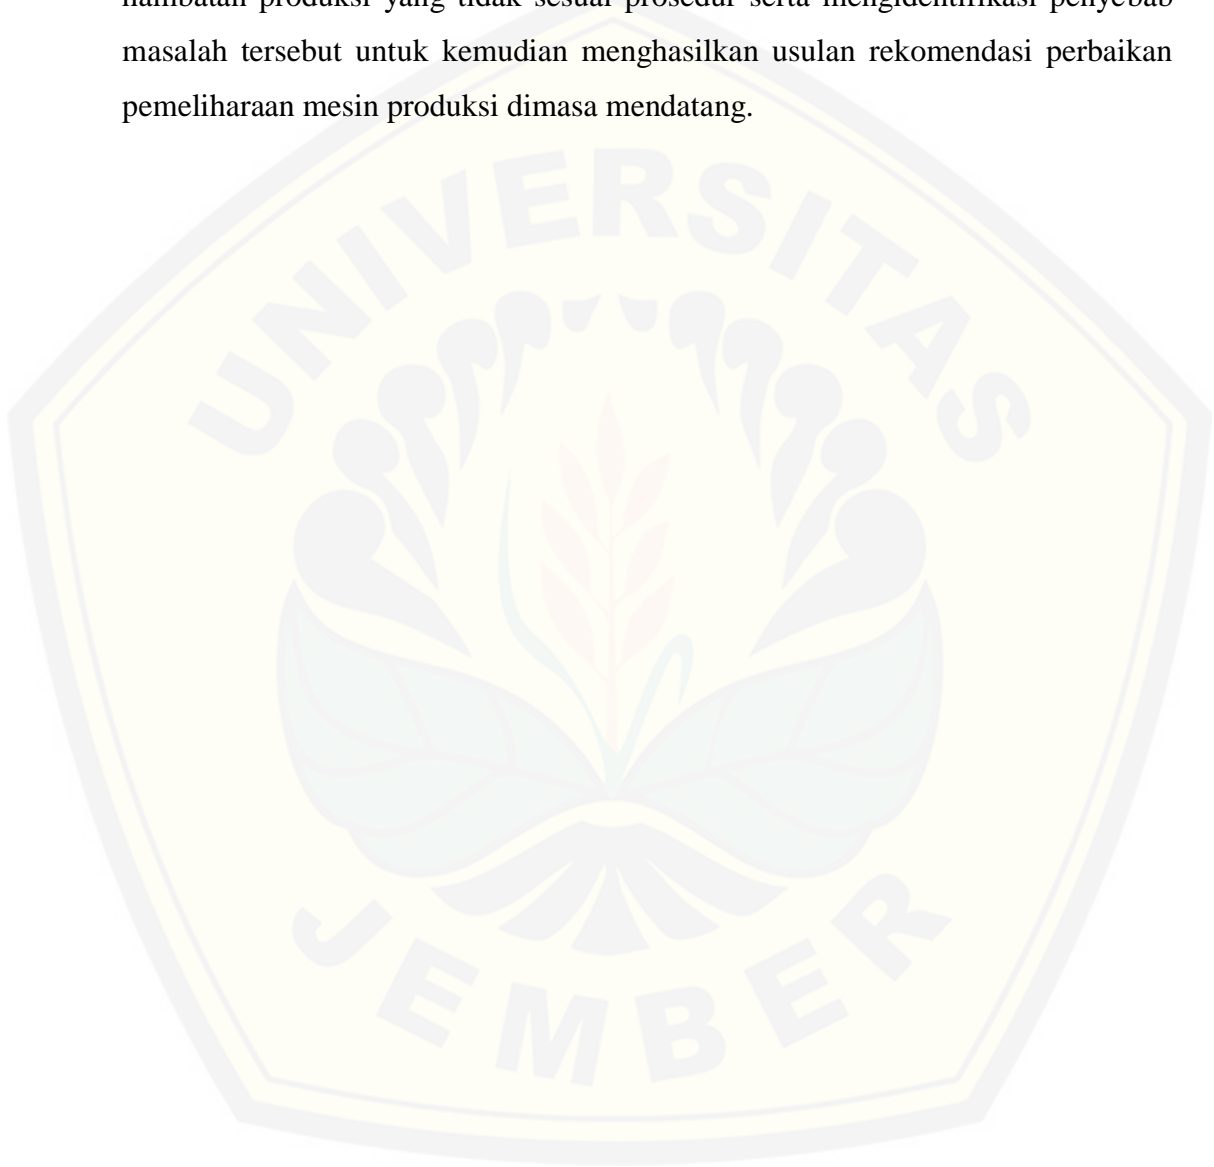 hambatan produksi yang tidak sesuai prosedur serta mengidentifikasi penyebab
masalah tersebut untuk kemudian menghasilkan usulan rekomendasi perbaikan
pemeliharaan mesin produksi dimasa mendatang.
UNIVERSITAS
JEMBER